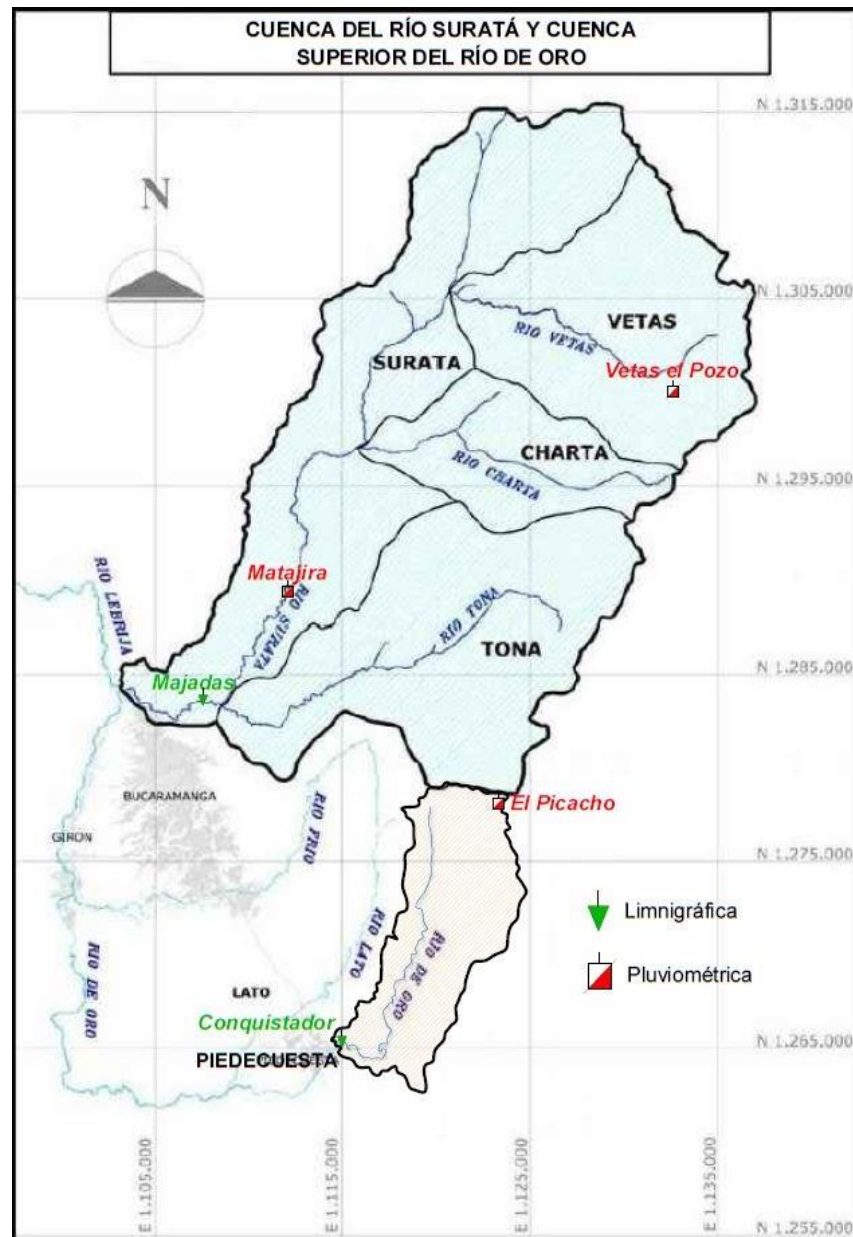 CUENCA DEL RÍO SURATÁ Y CUENCA
SUPERIOR DEL RÍO DE ORO
N 1.315.000
N
N 1.305.000
VETAS
RIO VETAS
SURATA
Vetas el Pozo
CHARTA
RIO CHARTA
N 1.295.000
Matajira
RIO LEBRIJA
RIO SURATA
RÍO TONA
TONA
Majadas
N 1.285.000
BUCARAMANGA
El Picacho
GIRON
RIO FRIO
N 1.275.000
Limnigráfica
RIO LATO
RIO DE ORO
RIO DE ORO
Pluviométrica
LATO
Conquistador
PIEDECUESTA
N 1.265.000
E 1.105.000
E 1.115.000
E 1.125.000
E 1.135.000
N 1.255.000